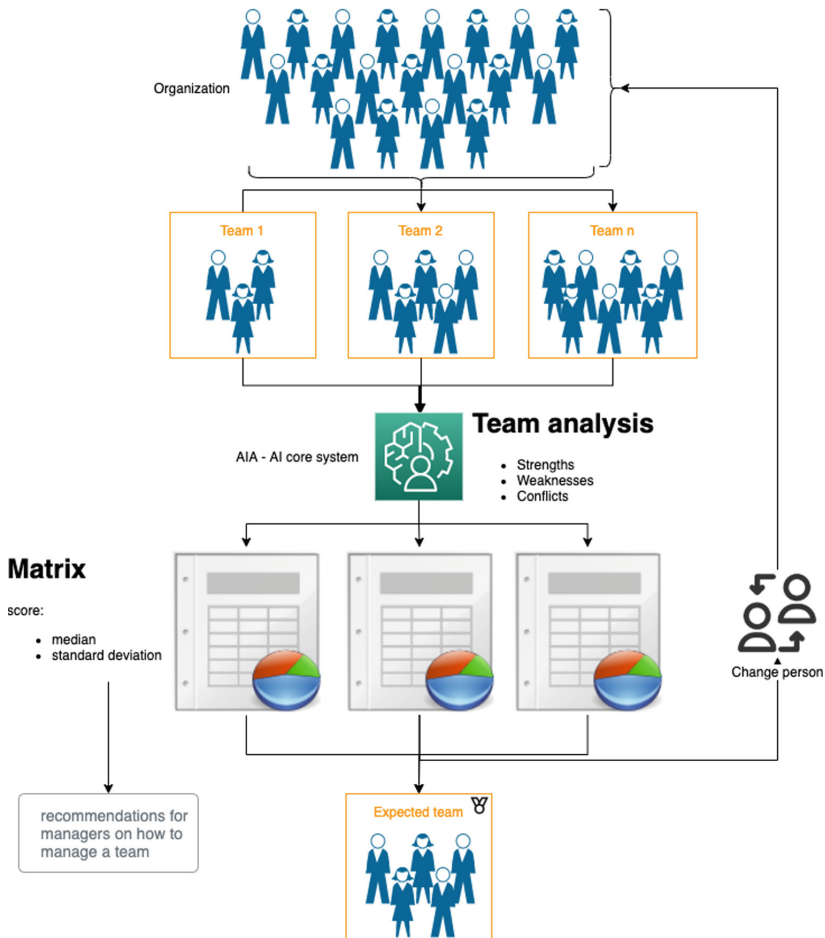 Organization
Team 1
Team 2
Team n
Team analysis
AIA - AI core system
• Strengths
• Weaknesses
• Conflicts
Matrix
score:
• median
• standard deviation
Change person
recommendations for
managers on how to
manage a team
Expected team